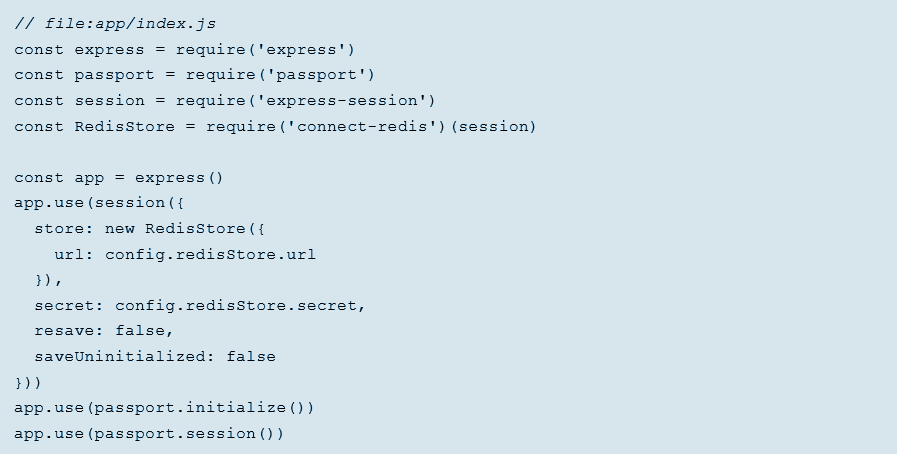 // file:app/index.js
const express = require('express')
const passport = require('passport')
const session = require('express-session')
const RedisStore = require('connect-redis')(session)

const app = express()
app.use(session({
  store: new RedisStore({
    url: config.redisStore.url
  }),
  secret: config.redisStore.secret,
  resave: false,
  saveUninitialized: false
}))
app.use(passport.initialize())
app.use(passport.session())